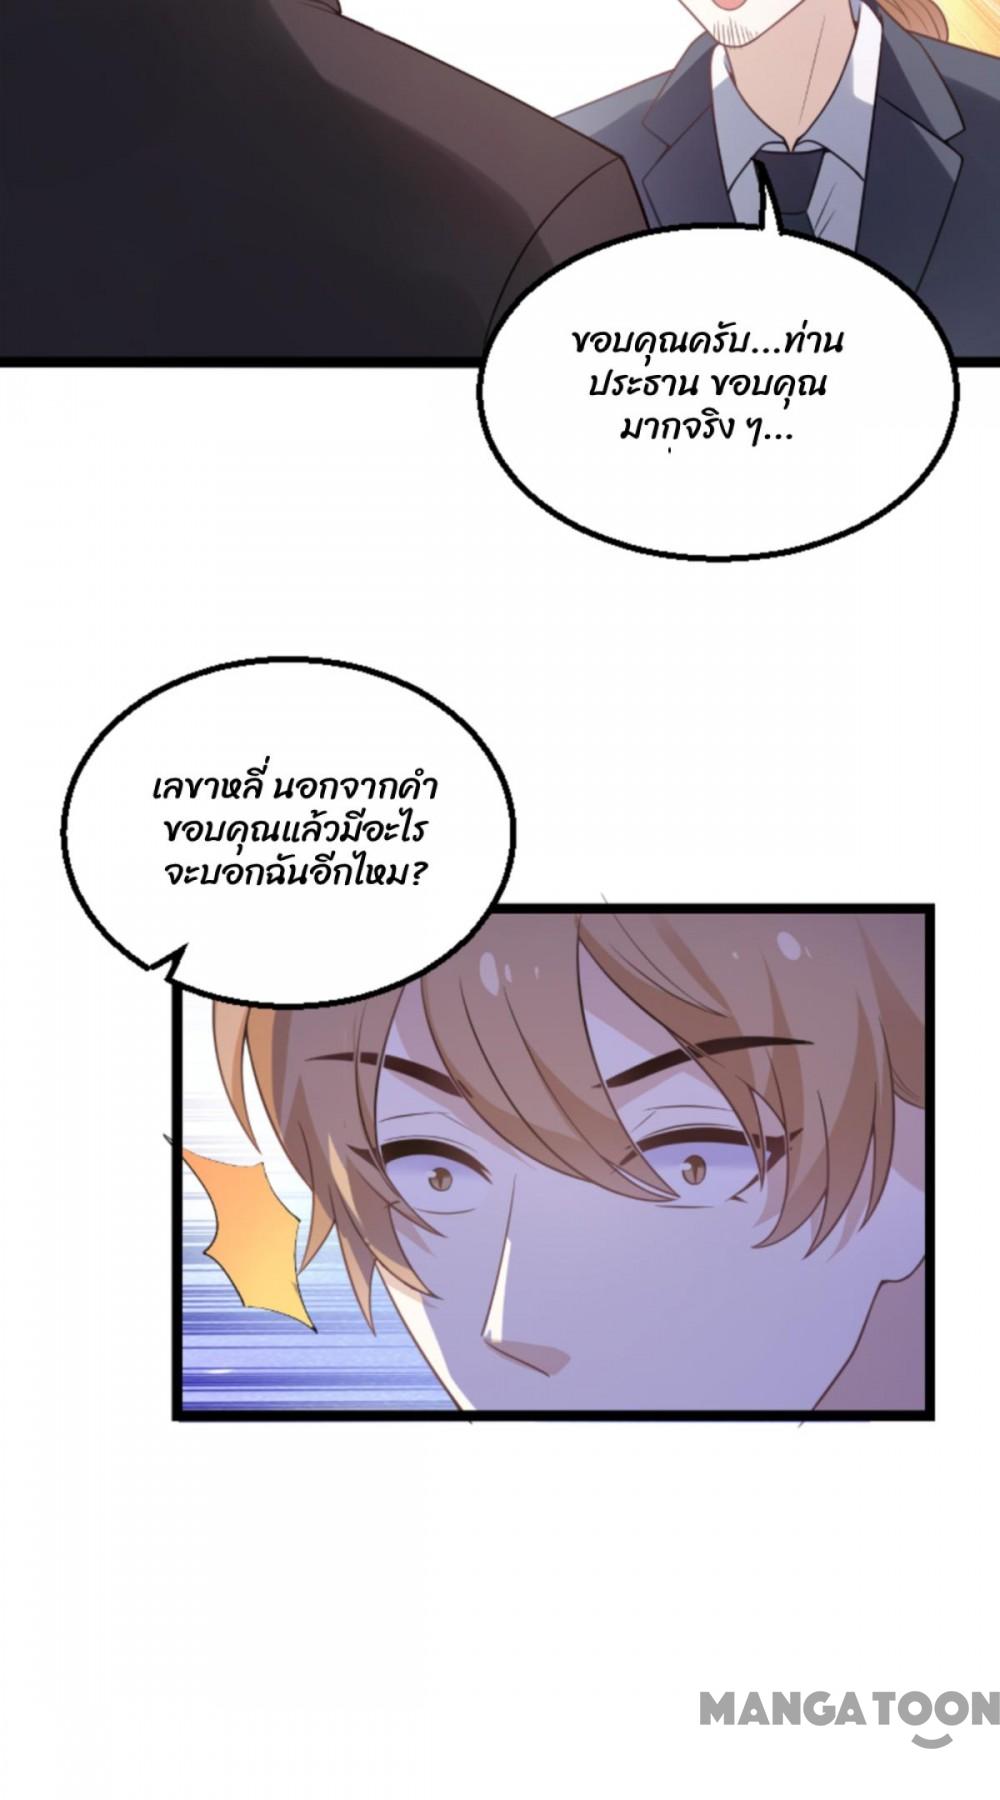 ขอบคุณครับ...ท่าน
ประธาน ขอบคุณ
มากจริง ๆ...
เลขาหลี่ นอกจากคำ
ขอบคุณแล้วมีอะไร
จะบอกฉันอีกไหม?
MANGATOON